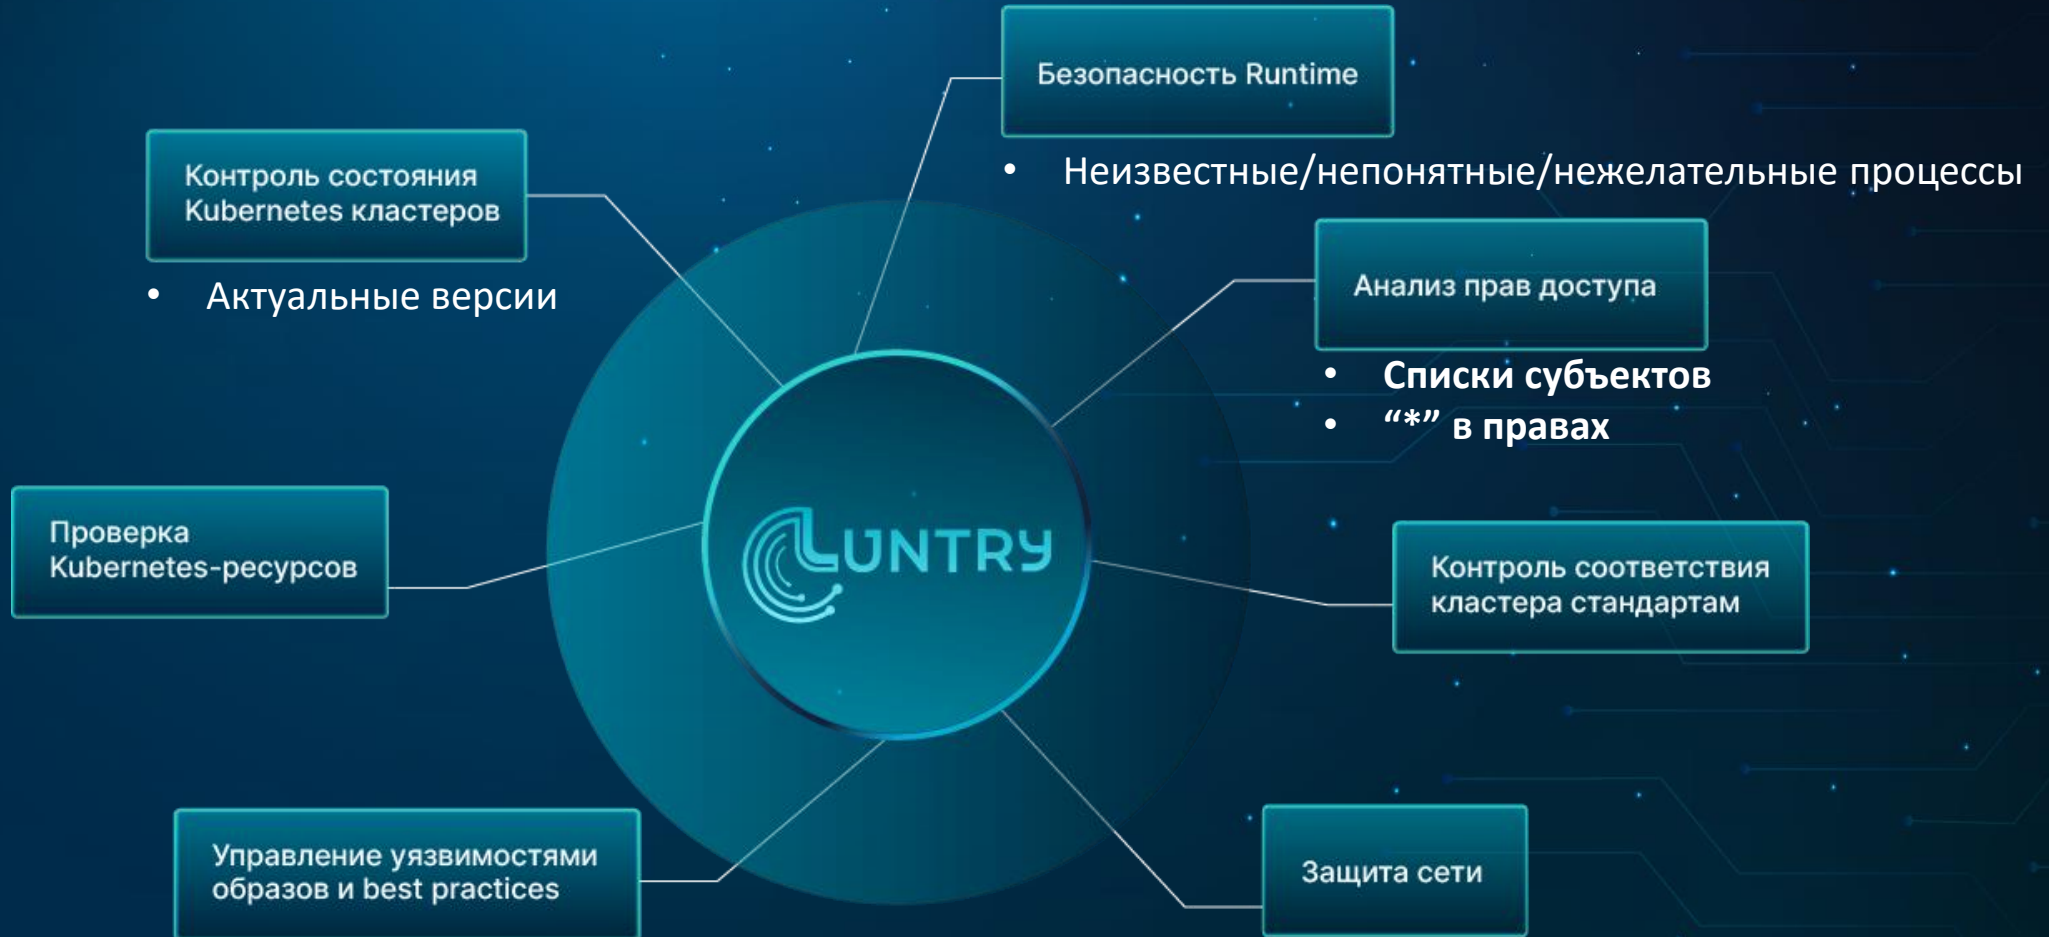 Безопасность Runtime
• Неизвестные/непонятные/нежелательные процессы
Контроль состояния
Kubernetes кластеров
• Актуальные версии
Анализ прав доступа
• Списки субъектов
• “*” в правах
LUNTRY
Проверка
Kubernetes-ресурсов
Контроль соответствия
кластера стандартам
Управление уязвимостями
образов и best practices
Защита сети